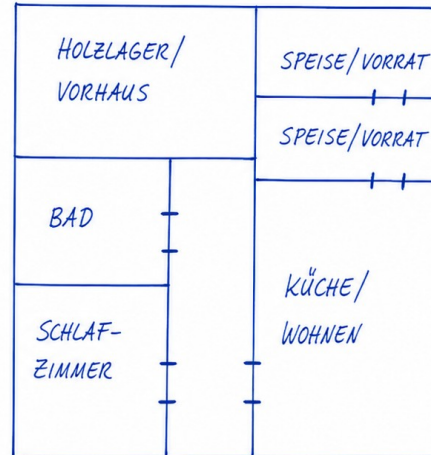 HOLZLAGER/
VORHAUS
SPEISE/VORRAT
SPEISE/VORRAT
BAD
KÜCHE/
WOHNEN
SCHLAF-
ZIMMER